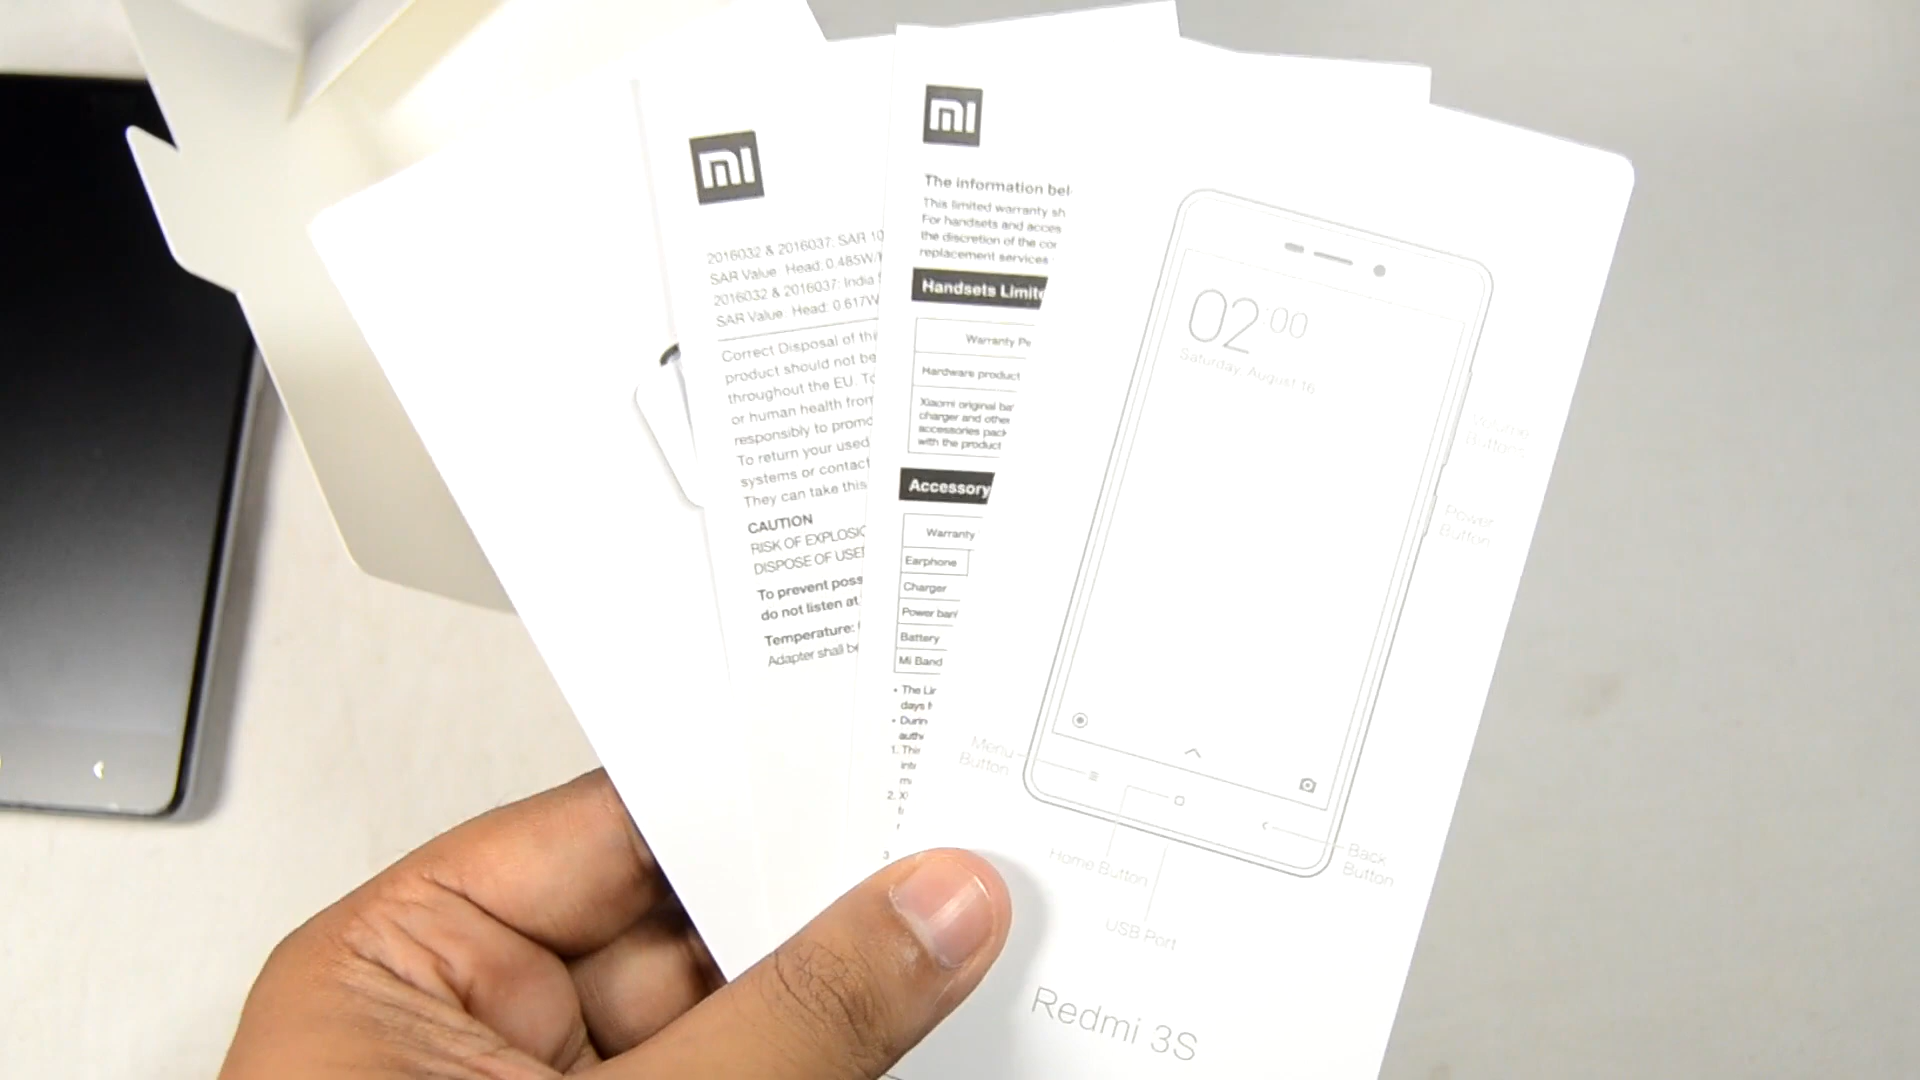 mi
2016032 & 2016037: SAR 10
SAR Value: Head: 0.485W/
2016032 & 2016037: India
SAR Value: Head: 0.617W
Correct Disposal of the
product should not be
throughout the EU. To
or human health from
responsibly to promo
To return your used
systems or contact
They can take this
CAUTION
RISK OF EXPLOSIO
DISPOSE OF USE
To prevent poss
do not listen at
Temperature:
Adapter shall be
mi
The information bel
This limited warranty sh
For handsets and acces
the discretion of the cor
replacement services
Handsets Limite
Warranty Pe
Hardware product
Xiaomi original ba
charger and other
accessories pack
with the product
Accessory
Warranty
Earphone
Charger
Power ban
Battery
Mi Band
• The Lir
days
• Durin
auth
1. This
inte
m
2. Xi
3
02:00
Saturday, August 16
Volume
Buttons
Power
Button
Menu
Button
Home Button
Back
Button
USB Port
Redmi 3S